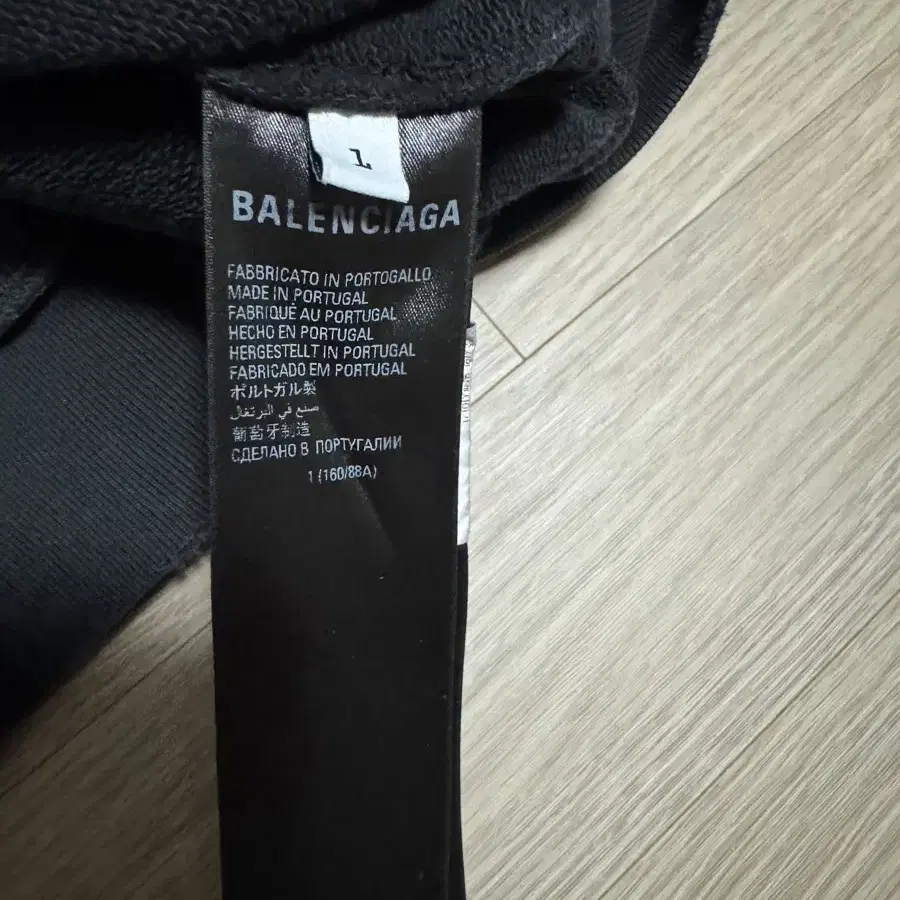 1
BALENCIAGA
FABBRICATO IN PORTOGALLO
MADE IN PORTUGAL
FABRIQUÉ AU PORTUGAL
HECHO EN PORTUGAL
HERGESTELLT IN PORTUGAL
FABRICADO EM PORTUGAL
ポルトガル製
صنع في البرتغال
葡萄牙制造
СДЕЛАНО В ПОРТУГАЛИИ
1 (160/88A)